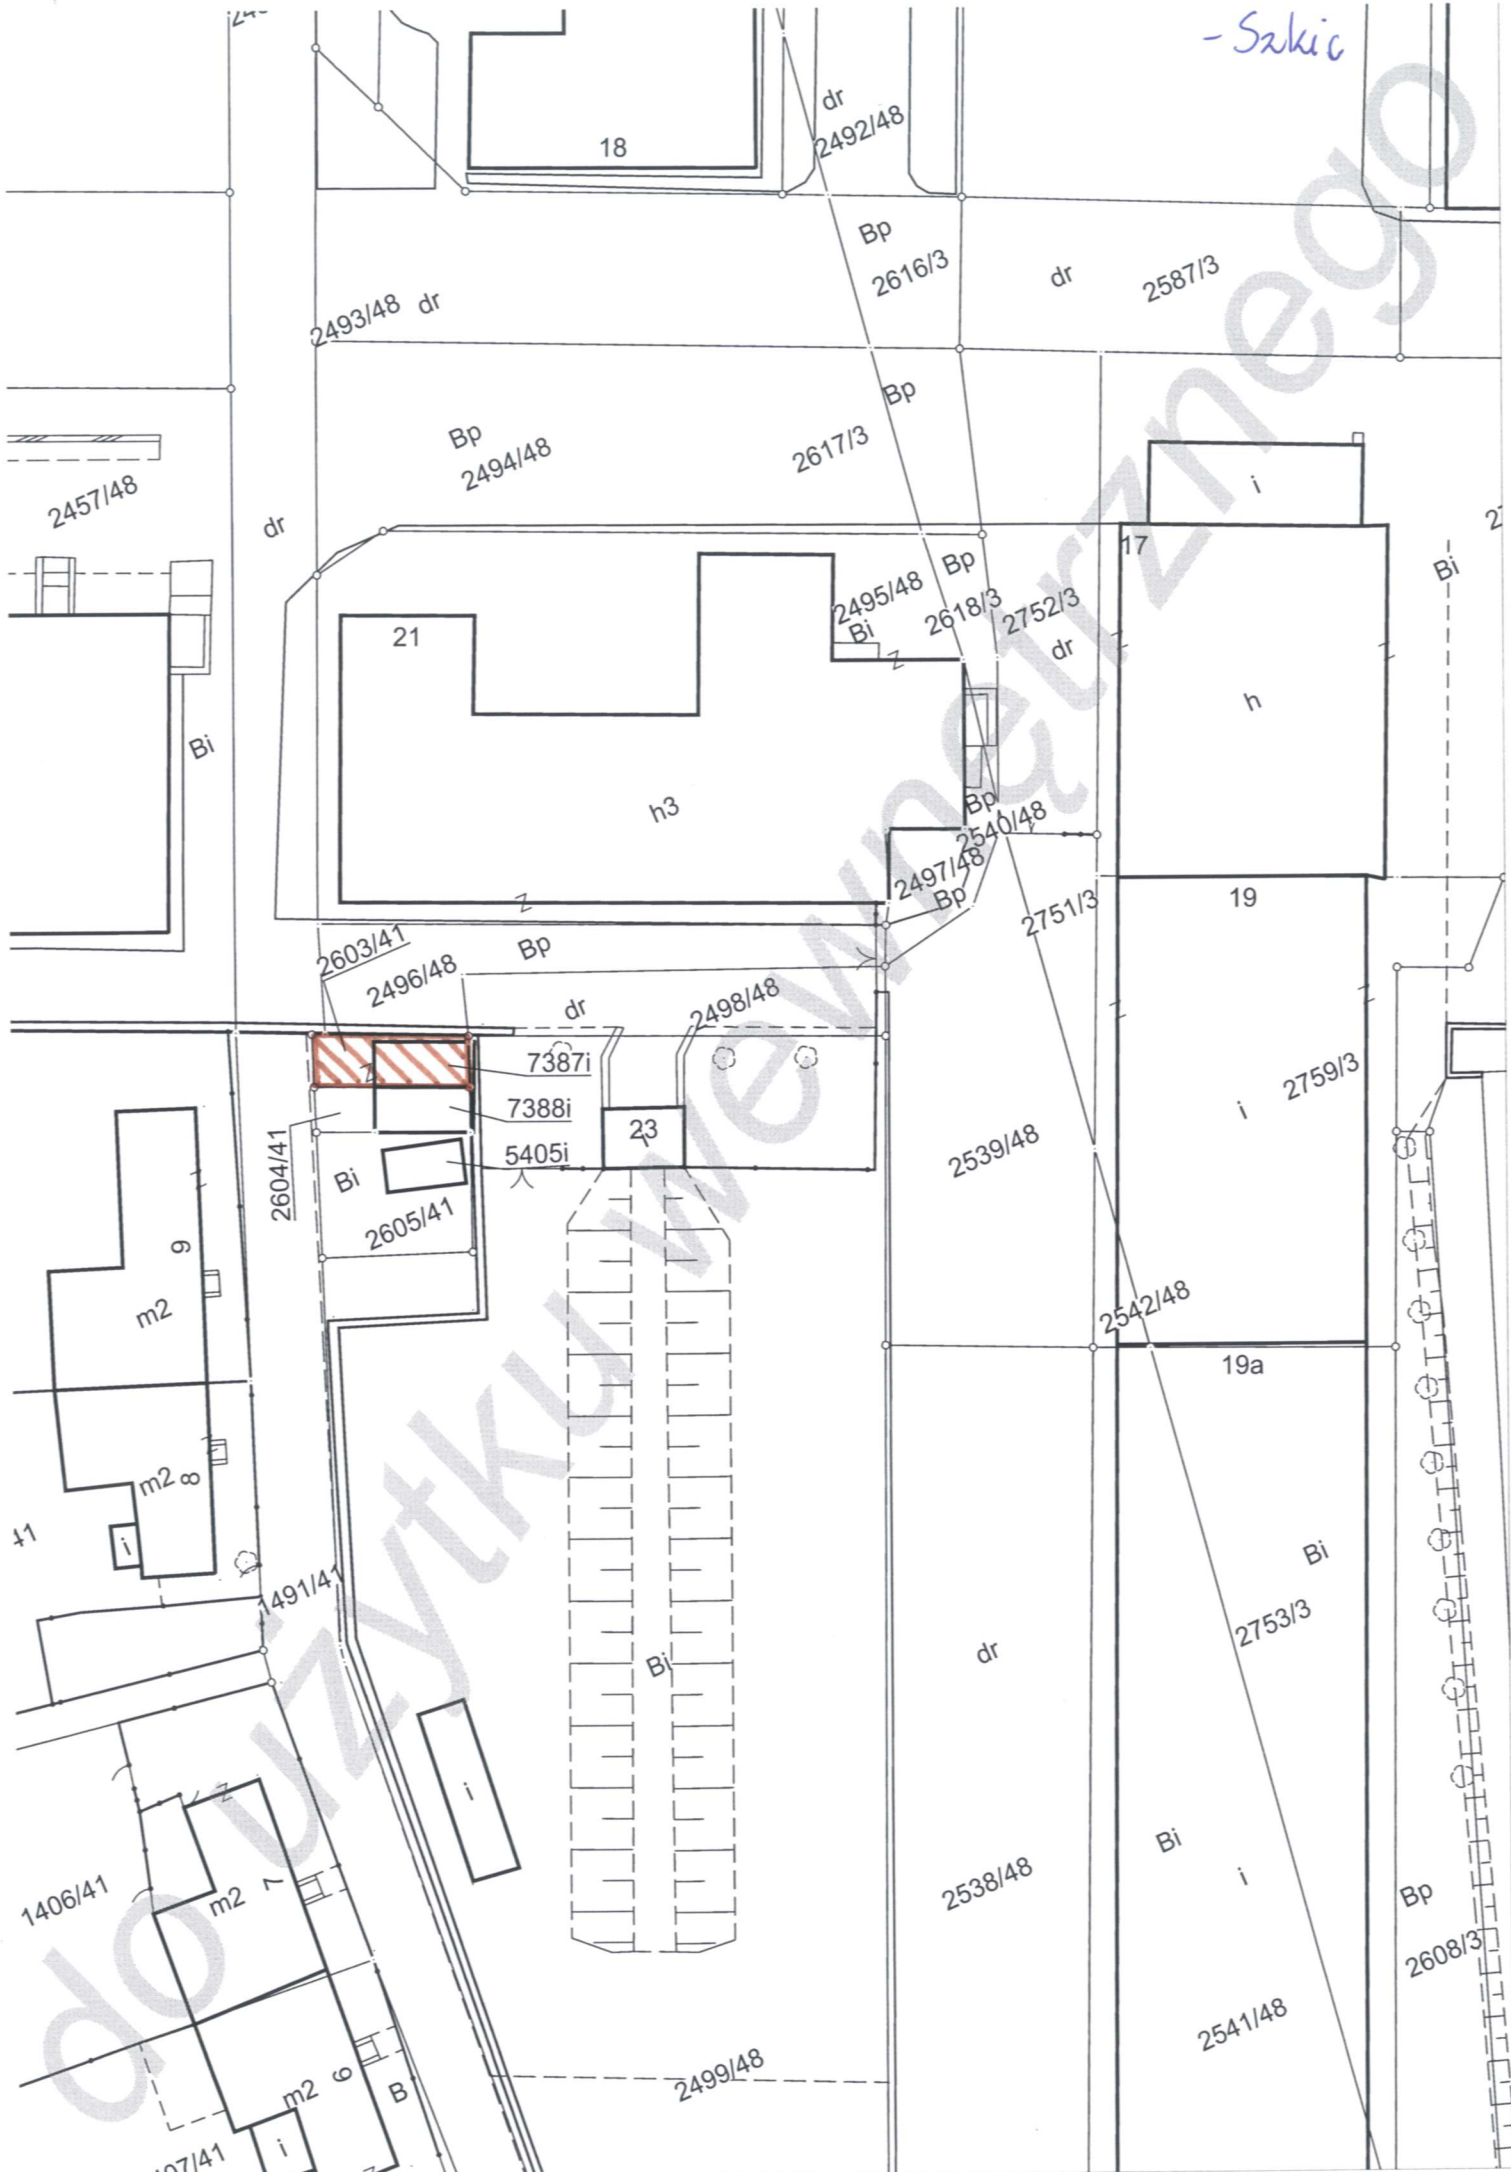 - Szkic
dr
2492/48
18
Bp
2616/3
dr
2587/3
2493/48
dr
Bp
Bp
2494/48
2617/3
2457/48
dr
i
17
Bi
21
2495/48
Bi
Bp
2618/3
2752/3
dr
h
Bi
h3
Bp
2540/48
2497/48
Bp
2751/3
19
2603/41
2496/48
Bp
dr
2498/48
7387i
7388i
5405i
23
i
2759/3
i
2604/41
Bi
2605/41
2539/48
9
m2
2542/48
19a
m2
8
i
41
1491/41
Bi
2753/3
dr
Bi
i
Bi
i
1406/41
7
m2
2538/48
Bp
2608/3
2541/48
2499/48
m2
6
B
i
07/41
do użytku wewnętrznego